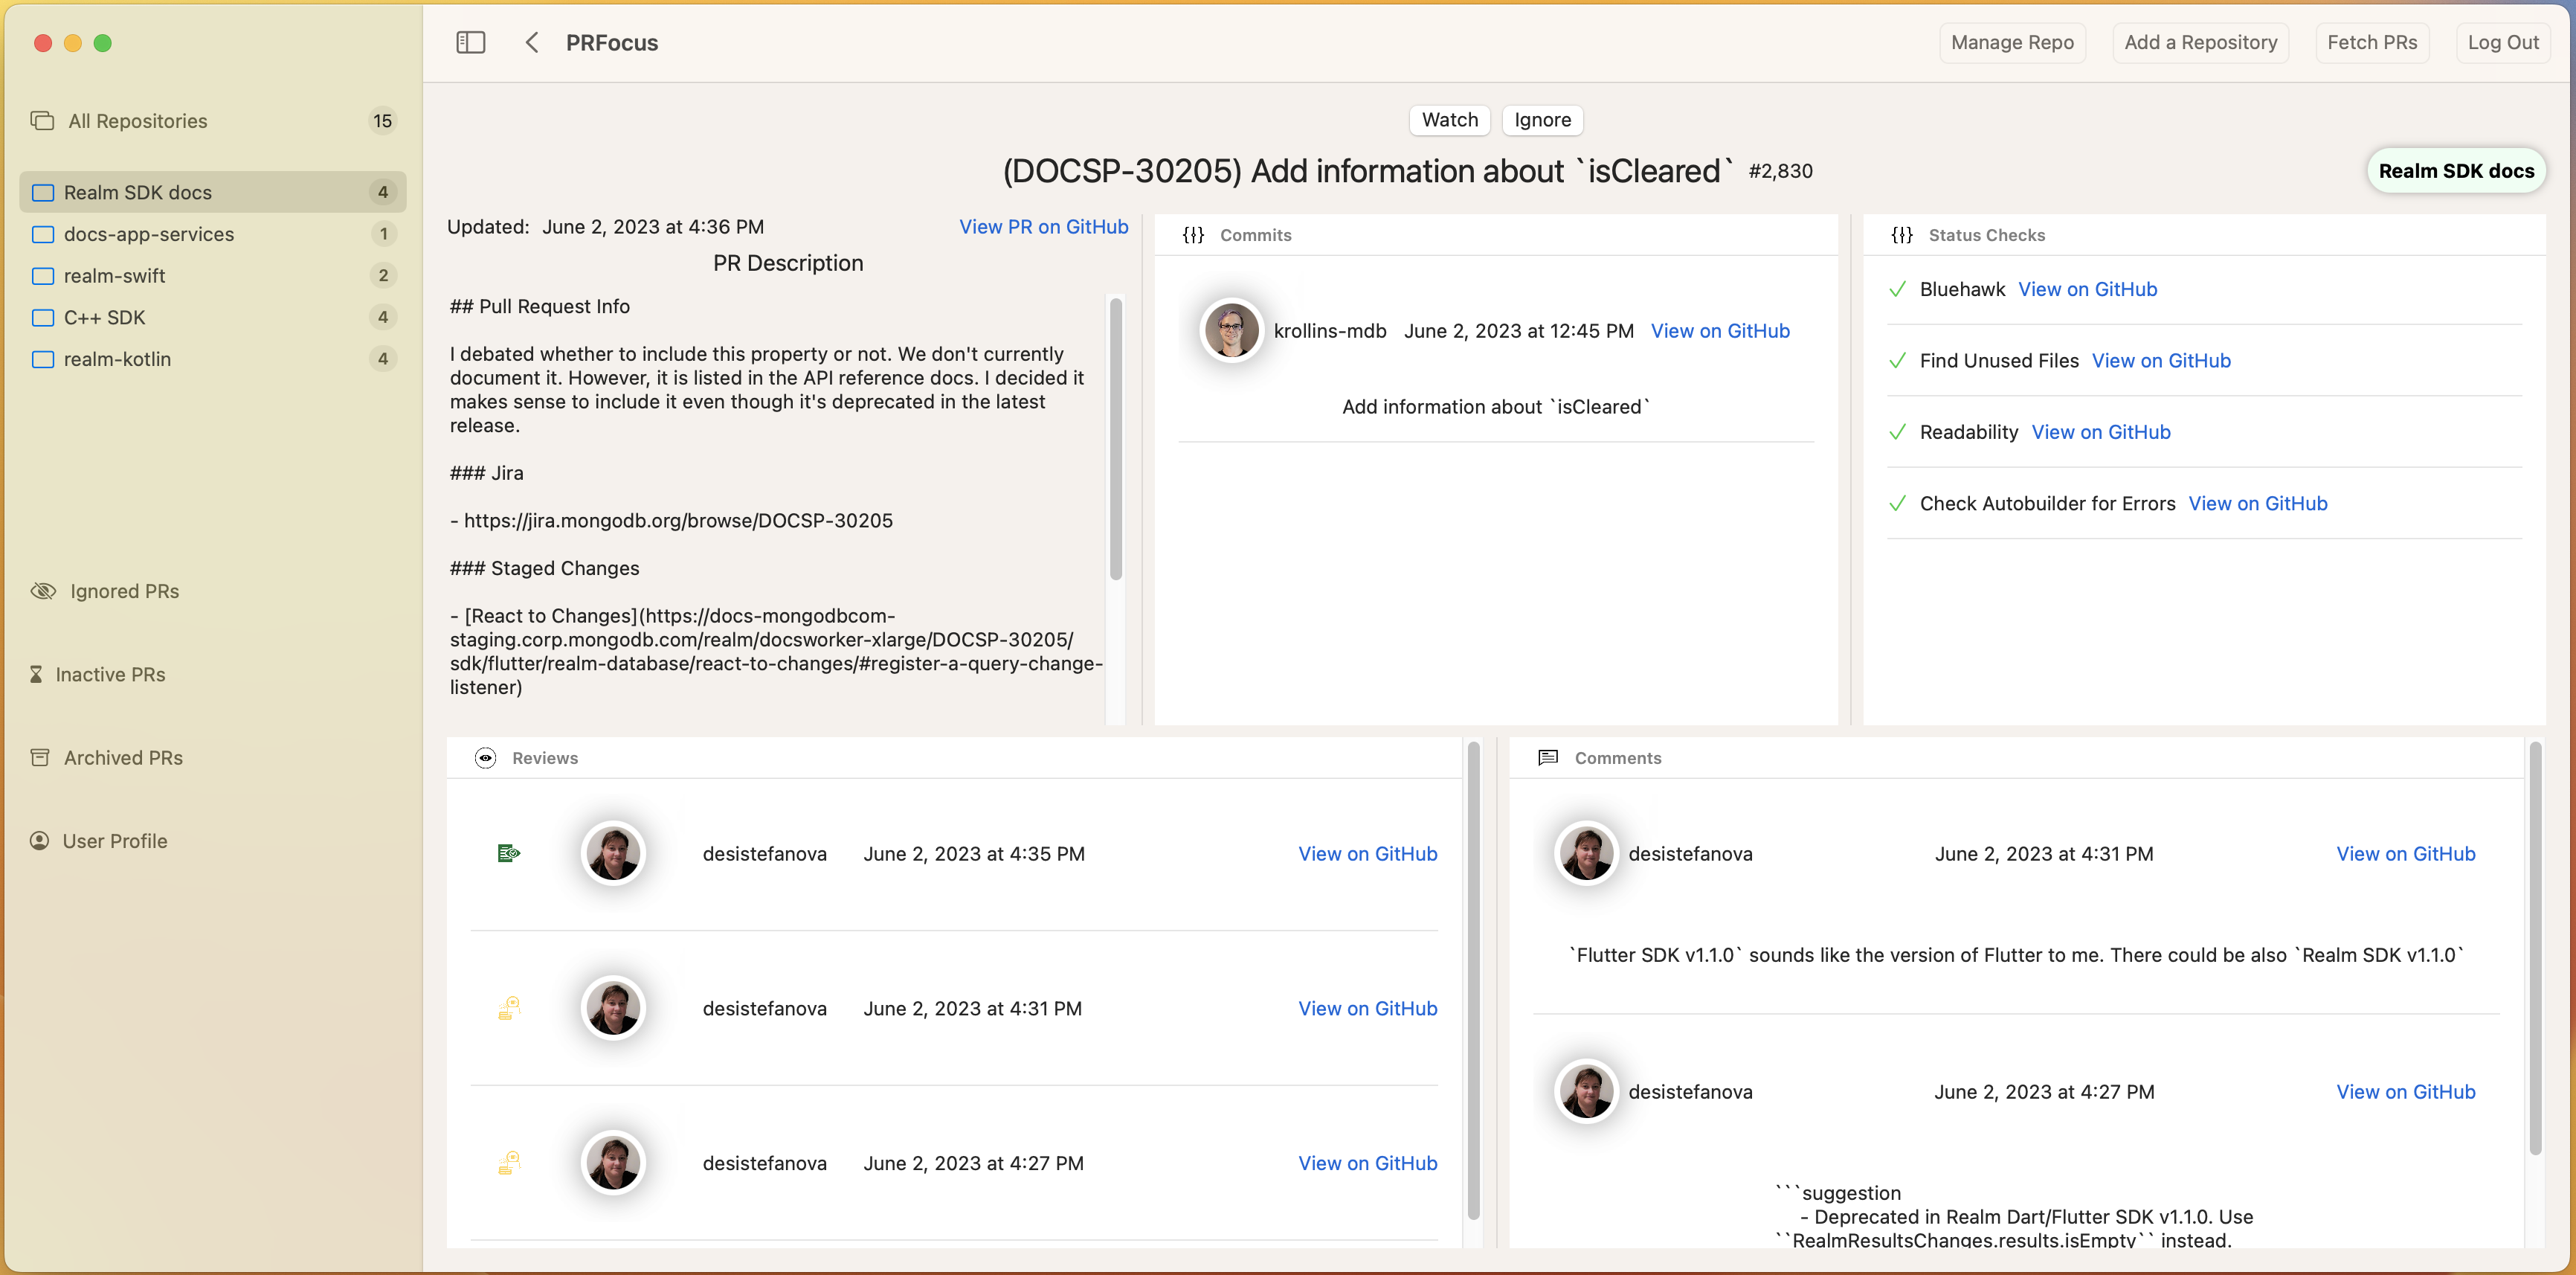 PRFocus
Manage Repo
Add a Repository
Fetch PRs
Log Out
All Repositories 15
Realm SDK docs 4
docs-app-services 1
realm-swift 2
C++ SDK 4
realm-kotlin 4
Ignored PRs
Inactive PRs
Archived PRs
User Profile
Watch Ignore
(DOCSP-30205) Add information about `isCleared` #2,830
Realm SDK docs
Updated: June 2, 2023 at 4:36 PM View PR on GitHub
PR Description
## Pull Request Info
I debated whether to include this property or not. We don't currently
document it. However, it is listed in the API reference docs. I decided it
makes sense to include it even though it's deprecated in the latest
release.
### Jira
- https://jira.mongodb.org/browse/DOCSP-30205
### Staged Changes
- [React to Changes](https://docs-mongodbcom-
staging.corp.mongodb.com/realm/docsworker-xlarge/DOCSP-30205/
sdk/flutter/realm-database/react-to-changes/#register-a-query-change-
listener)
Commits
krollins-mdb June 2, 2023 at 12:45 PM View on GitHub
Add information about `isCleared`
Status Checks
Bluehawk View on GitHub
Find Unused Files View on GitHub
Readability View on GitHub
Check Autobuilder for Errors View on GitHub
Reviews
desistefanova June 2, 2023 at 4:35 PM View on GitHub
desistefanova June 2, 2023 at 4:31 PM View on GitHub
desistefanova June 2, 2023 at 4:27 PM View on GitHub
Comments
desistefanova June 2, 2023 at 4:31 PM View on GitHub
`Flutter SDK v1.1.0` sounds like the version of Flutter to me. There could be also `Realm SDK v1.1.0`
desistefanova June 2, 2023 at 4:27 PM View on GitHub
```suggestion
- Deprecated in Realm Dart/Flutter SDK v1.1.0. Use
``RealmResultsChanges.results.isEmpty`` instead.